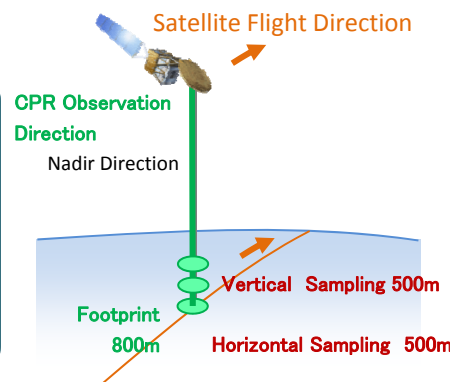 Satellite Flight Direction
CPR Observation
Direction
Nadir Direction
Vertical Sampling 500m
Footprint
800m
Horizontal Sampling 500m